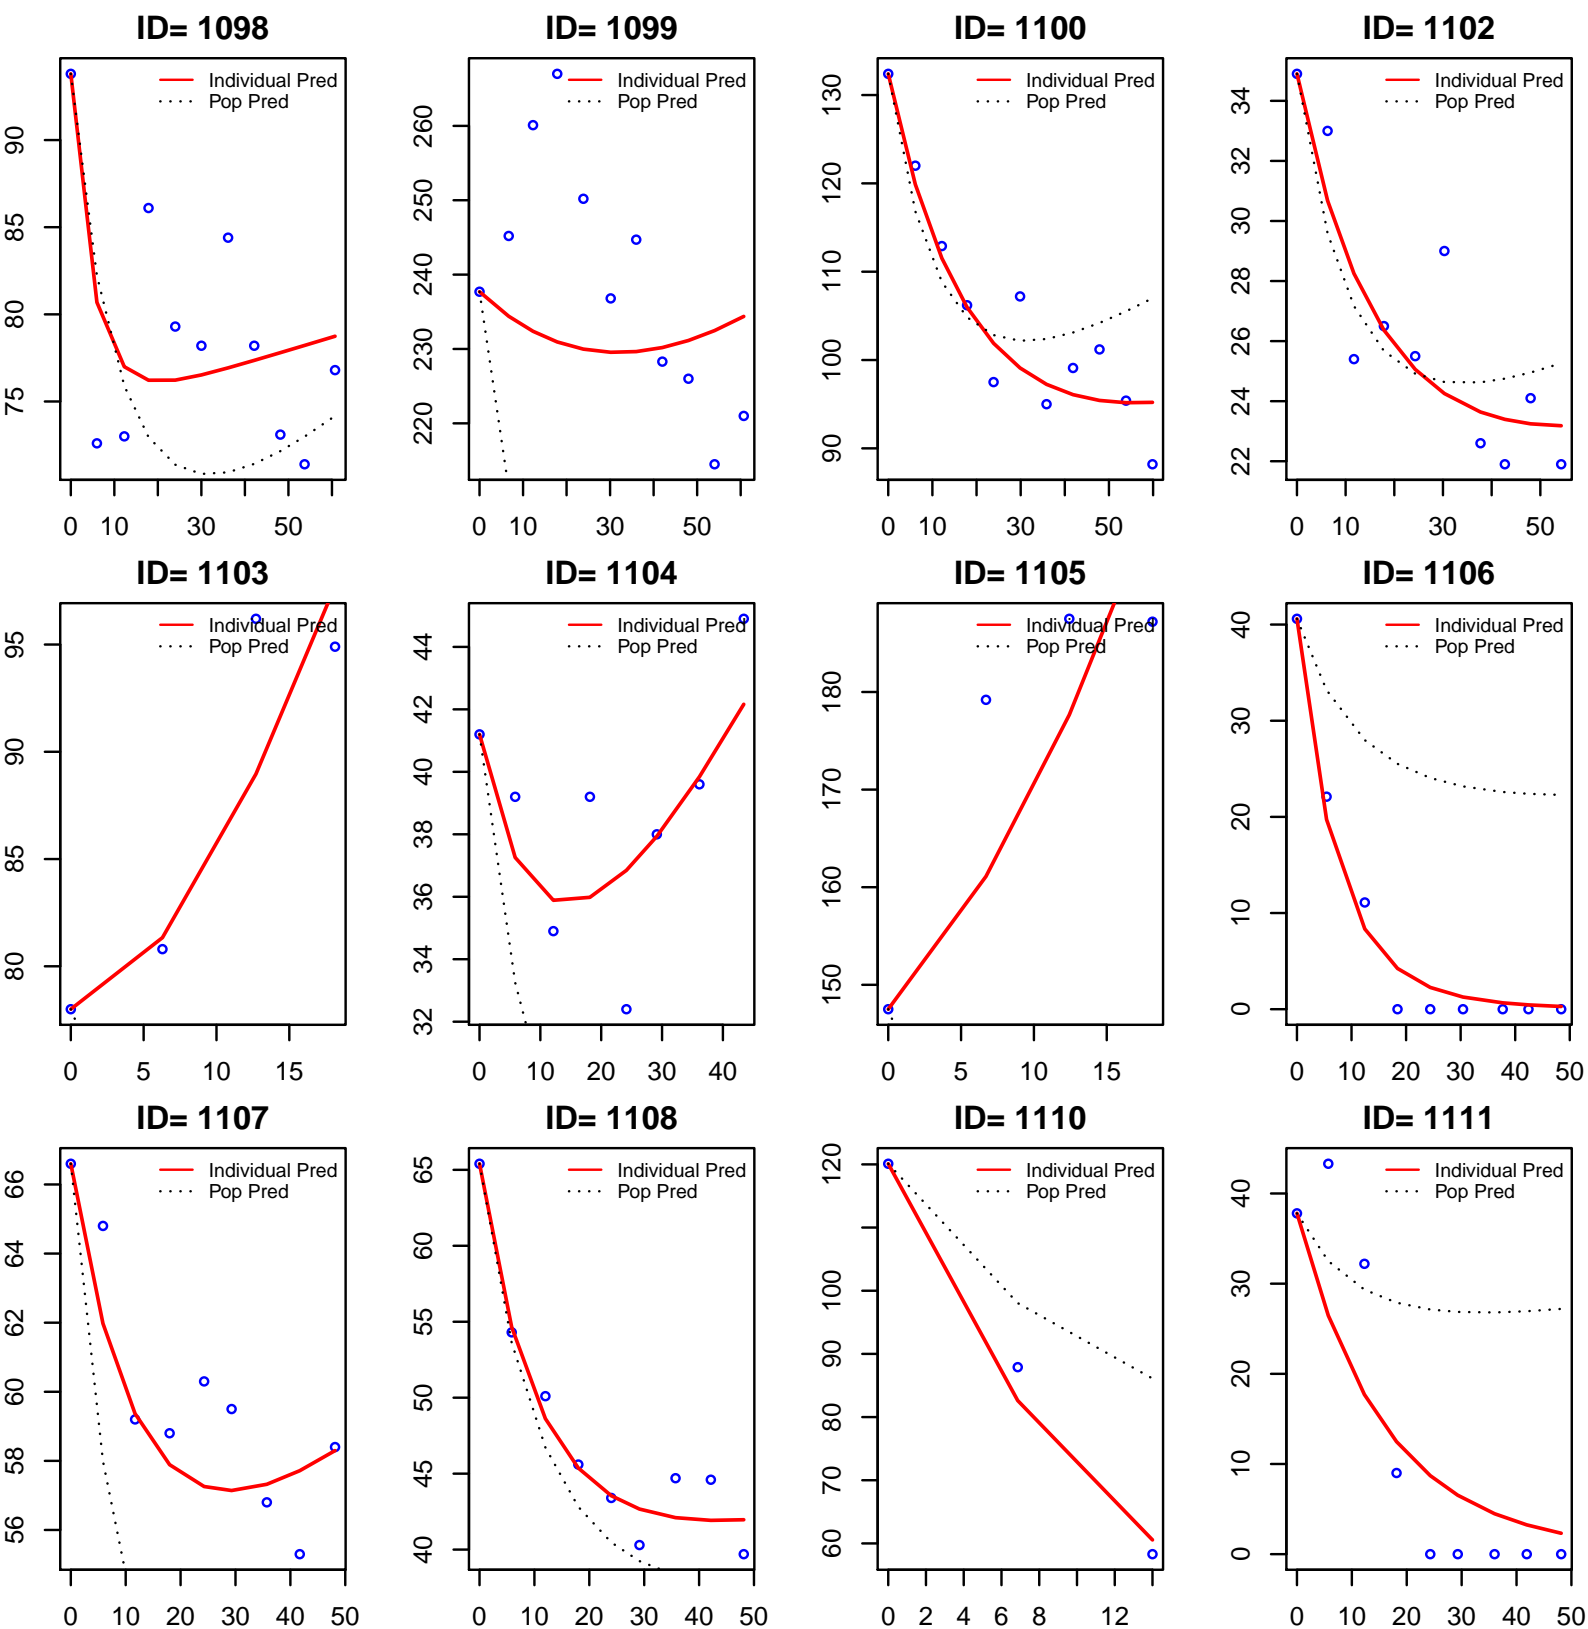 ID= 1098
Individual Pred
Pop Pred
90
85
80
75
0 10 30 50
ID= 1099
Individual Pred
Pop Pred
260
250
240
230
220
0 10 30 50
ID= 1100
Individual Pred
Pop Pred
130
120
110
100
90
0 10 30 50
ID= 1102
Individual Pred
Pop Pred
34
32
30
28
26
24
22
0 10 30 50
ID= 1103
Individual Pred
Pop Pred
95
90
85
80
0 5 10 15
ID= 1104
Individual Pred
Pop Pred
44
42
40
38
36
34
32
0 10 20 30 40
ID= 1105
Individual Pred
Pop Pred
180
170
160
150
0 5 10 15
ID= 1106
Individual Pred
Pop Pred
40
30
20
10
0
0 10 20 30 40 50
ID= 1107
Individual Pred
Pop Pred
66
64
62
60
58
56
0 10 20 30 40 50
ID= 1108
Individual Pred
Pop Pred
65
60
55
50
45
40
0 10 20 30 40 50
ID= 1110
Individual Pred
Pop Pred
120
100
90
80
70
60
0 2 4 6 8 12
ID= 1111
Individual Pred
Pop Pred
40
30
20
10
0
0 10 20 30 40 50